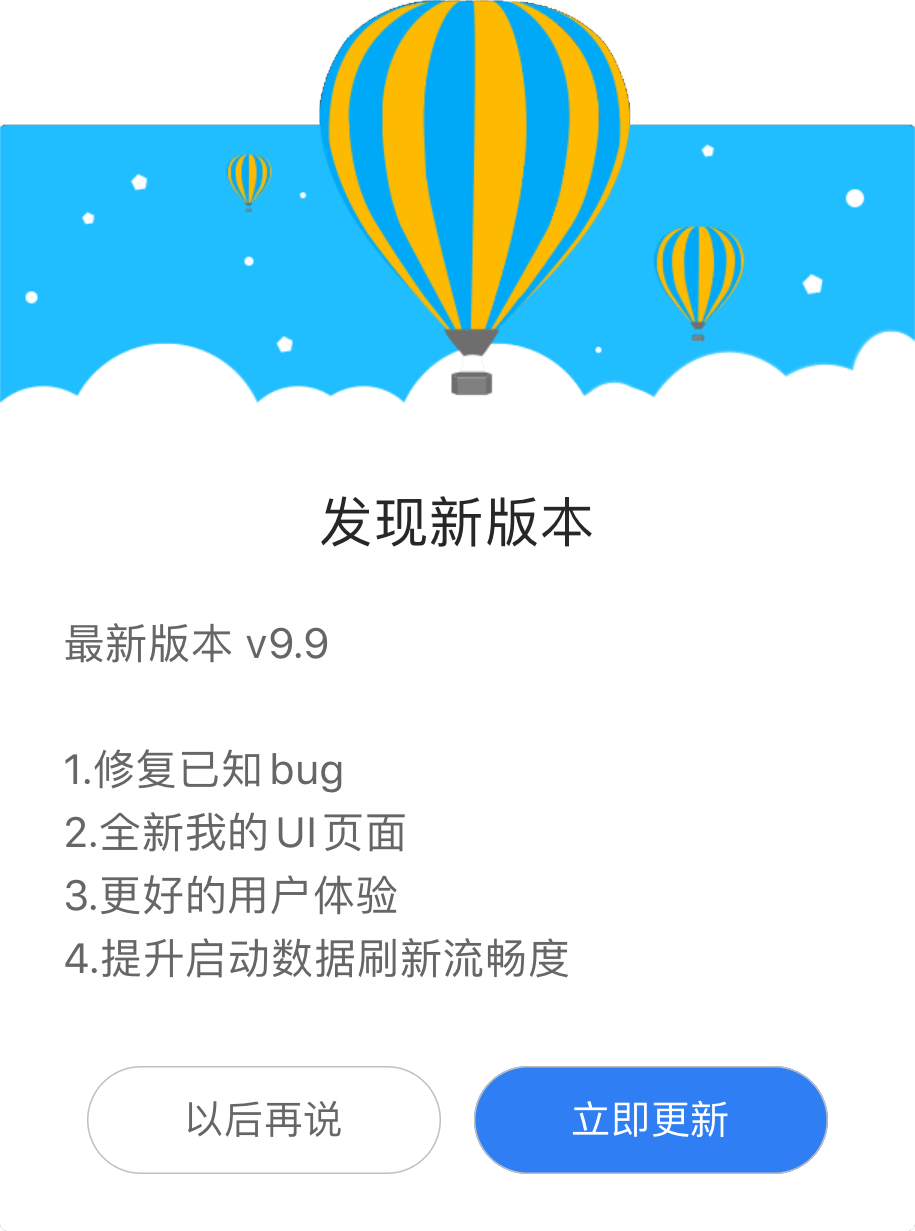 发现新版本
最新版本 v9.9
1.修复已知bug
2.全新我的UI页面
3.更好的用户体验
4.提升启动数据刷新流畅度
以后再说
立即更新